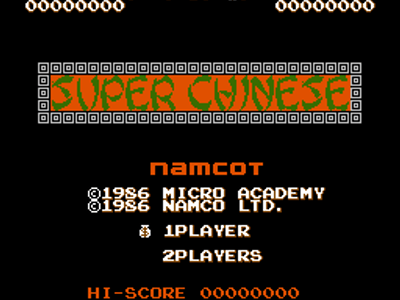 00000000 00000000
SUPER CHINESE
namcot
©1986 MICRO ACADEMY
©1986 NAMCO LTD.
1PLAYER
2PLAYERS
HI-SCORE 00000000